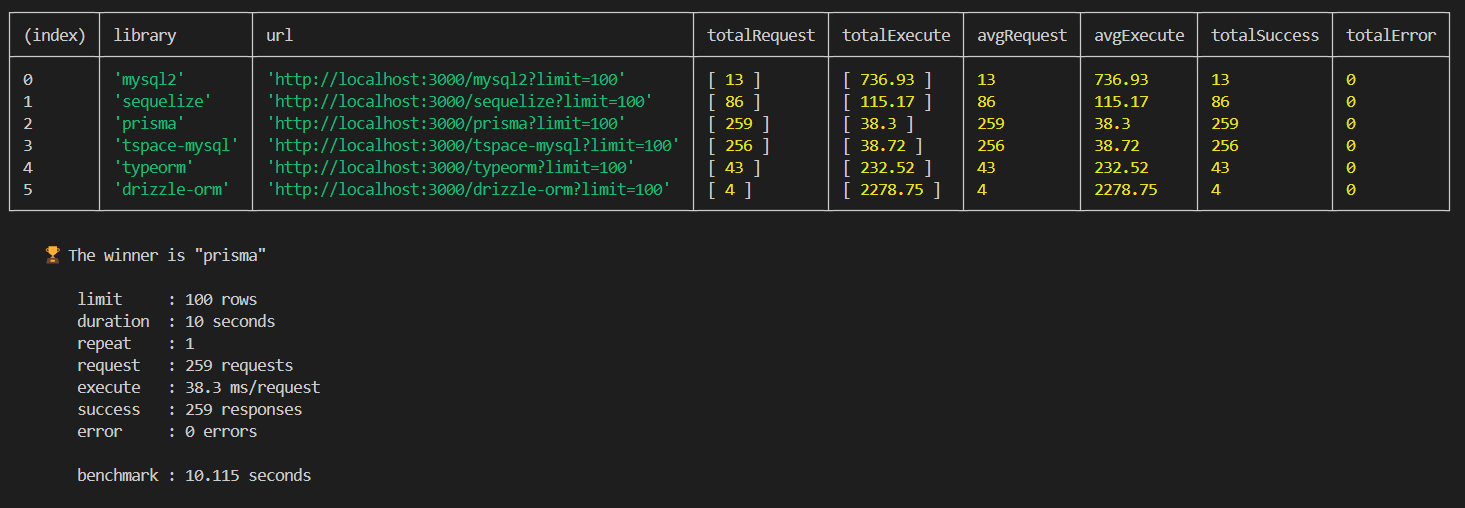 (index) library url totalRequest totalExecute avgRequest avgExecute totalSuccess totalError
0 'mysql2' 'http://localhost:3000/mysql2?limit=100' [ 13 ] [ 736.93 ] 13 736.93 13 0
1 'sequelize' 'http://localhost:3000/sequelize?limit=100' [ 86 ] [ 115.17 ] 86 115.17 86 0
2 'prisma' 'http://localhost:3000/prisma?limit=100' [ 259 ] [ 38.3 ] 259 38.3 259 0
3 'tspace-mysql' 'http://localhost:3000/tspace-mysql?limit=100' [ 256 ] [ 38.72 ] 256 38.72 256 0
4 'typeorm' 'http://localhost:3000/typeorm?limit=100' [ 43 ] [ 232.52 ] 43 232.52 43 0
5 'drizzle-orm' 'http://localhost:3000/drizzle-orm?limit=100' [ 4 ] [ 2278.75 ] 4 2278.75 4 0
🏆 The winner is "prisma"
limit : 100 rows
duration : 10 seconds
repeat : 1
request : 259 requests
execute : 38.3 ms/request
success : 259 responses
error : 0 errors
benchmark : 10.115 seconds